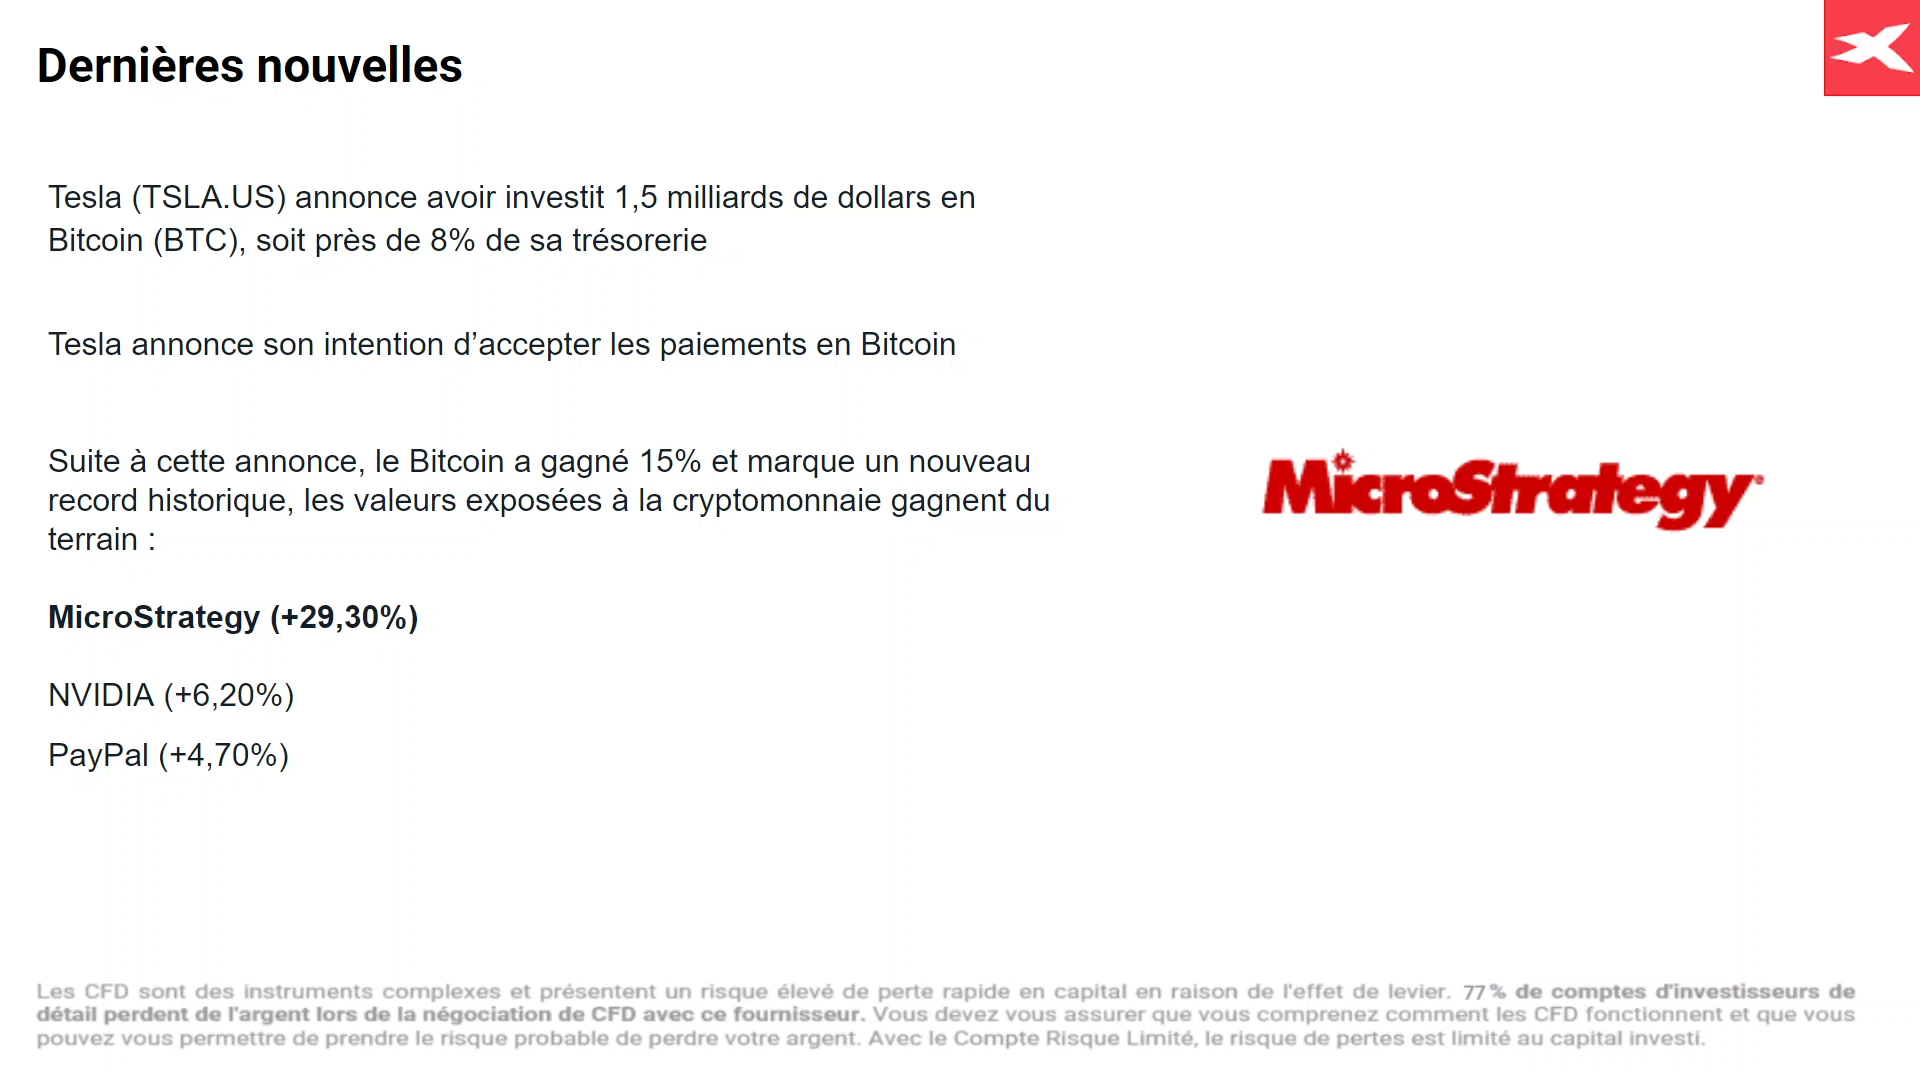 Dernières nouvelles
Tesla (TSLA.US) annonce avoir investit 1,5 milliards de dollars en
Bitcoin (BTC), soit près de 8% de sa trésorerie
Tesla annonce son intention d’accepter les paiements en Bitcoin
Suite à cette annonce, le Bitcoin a gagné 15% et marque un nouveau
record historique, les valeurs exposées à la cryptomonnaie gagnent du
terrain :
MicroStrategy
MicroStrategy (+29,30%)
NVIDIA (+6,20%)
PayPal (+4,70%)
Les CFD sont des instruments complexes et présentent un risque élevé de perte rapide en capital en raison de l'effet de levier. 77% de comptes d'investisseurs de
détail perdent de l'argent lors de la négociation de CFD avec ce fournisseur. Vous devez vous assurer que vous comprenez comment les CFD fonctionnent et que vous
pouvez vous permettre de prendre le risque probable de perdre votre argent. Avec le Compte Risque Limité, le risque de pertes est limité au capital investi.